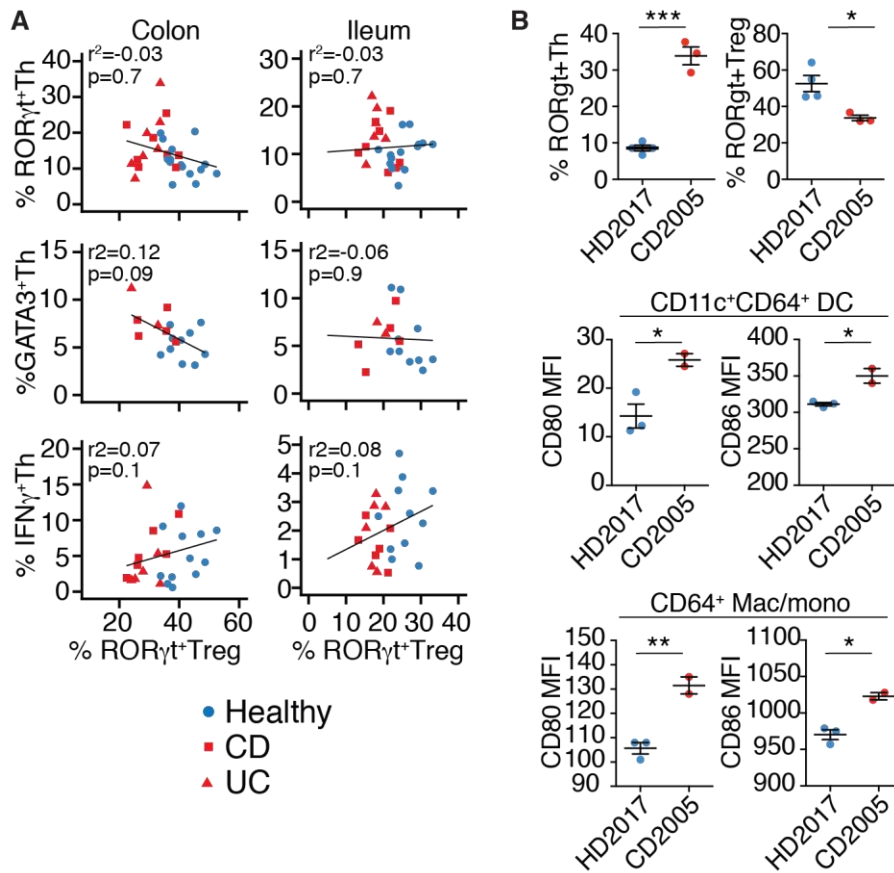 A
Colon
Ileum
r²=-0.03
p=0.7
% RORγt⁺Th
40
30
20
10
0
r²=-0.03
p=0.7
30
20
10
0
r2=0.12
p=0.09
%GATA3⁺Th
15
10
5
0
r2=-0.06
p=0.9
15
10
5
0
r2=0.07
p=0.1
% IFNγ⁺Th
20
15
10
5
0
r2=0.08
p=0.1
5
4
3
2
1
0
20 40 60
% RORγt⁺Treg
0 10 20 30 40
% RORγt⁺Treg
Healthy
CD
UC
B
% RORgt+Th
40
30
20
10
0
***
HD2017
CD2005
% RORgt+Treg
80
60
40
20
0
*
HD2017
CD2005
CD11c⁺CD64⁺ DC
CD80 MFI
30
20
10
0
*
HD2017
CD2005
CD86 MFI
400
350
300
250
200
*
HD2017
CD2005
CD64⁺ Mac/mono
CD80 MFI
150
140
130
120
110
100
90
**
HD2017
CD2005
CD86 MFI
1100
1050
1000
950
900
*
HD2017
CD2005